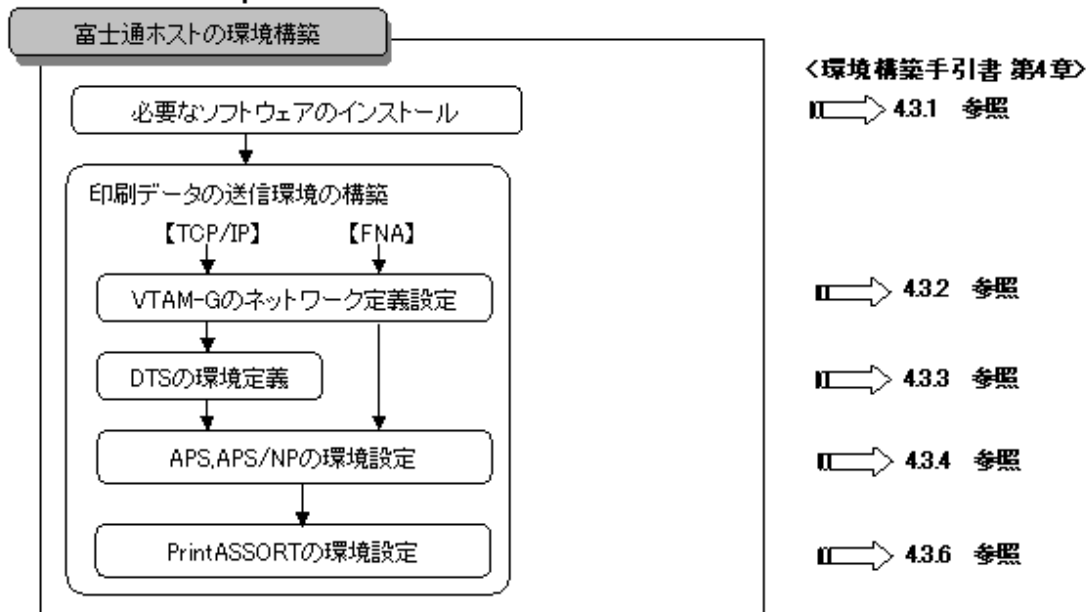 富士通ホストの環境構築
<環境構築手引書 第4章>
必要なソフトウェアのインストール
4.3.1 参照
印刷データの送信環境の構築
【TCP/IP】 【FNA】
VTAM-Gのネットワーク定義設定
4.3.2 参照
DTSの環境定義
4.3.3 参照
APS,APS/NPの環境設定
4.3.4 参照
PrintASSORTの環境設定
4.3.6 参照